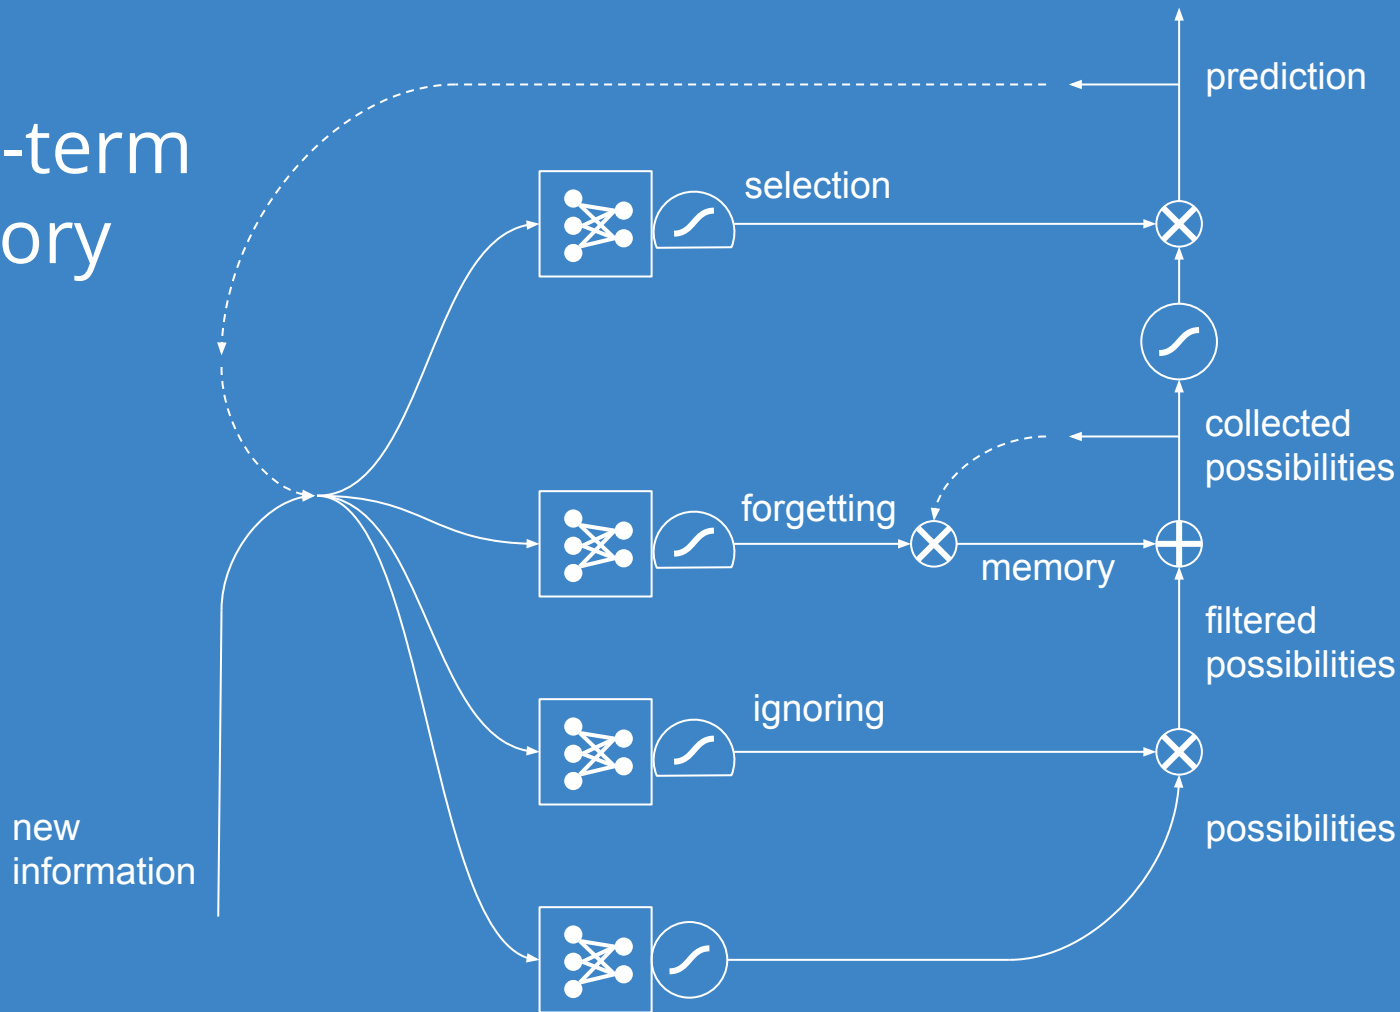 -term
ory
prediction
selection
collected
possibilities
forgetting
memory
filtered
possibilities
ignoring
new
information
possibilities